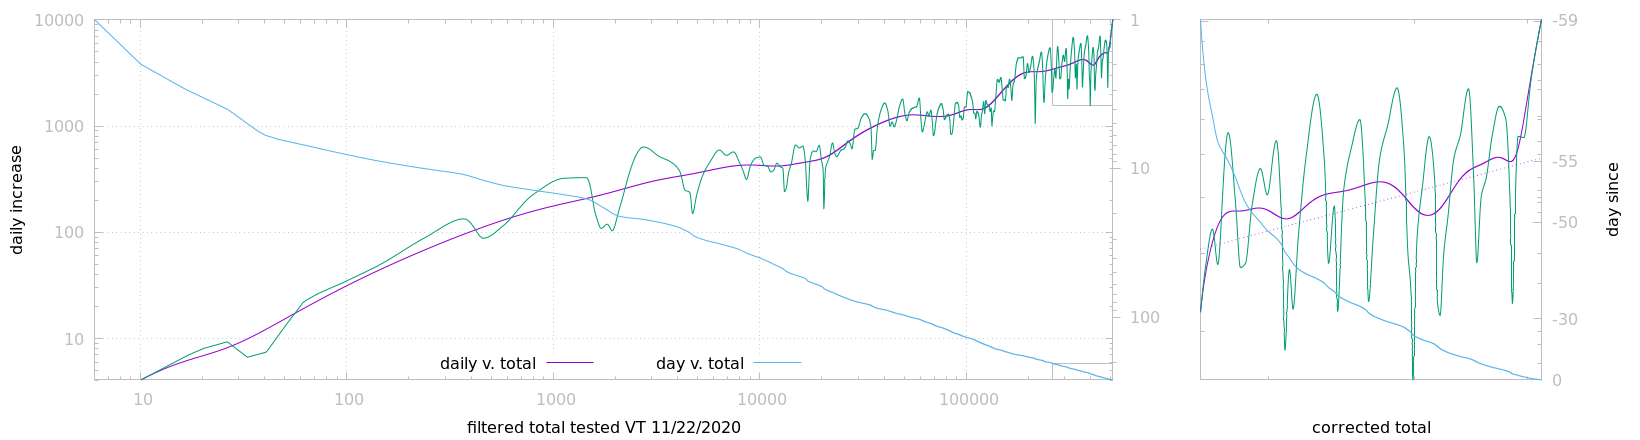 10000
1000
100
10
daily increase
10
100
1000
10000
100000
filtered total tested VT 11/22/2020
1
10
100
daily v. total
day v. total
-59
-55
-50
-30
0
day since
corrected total